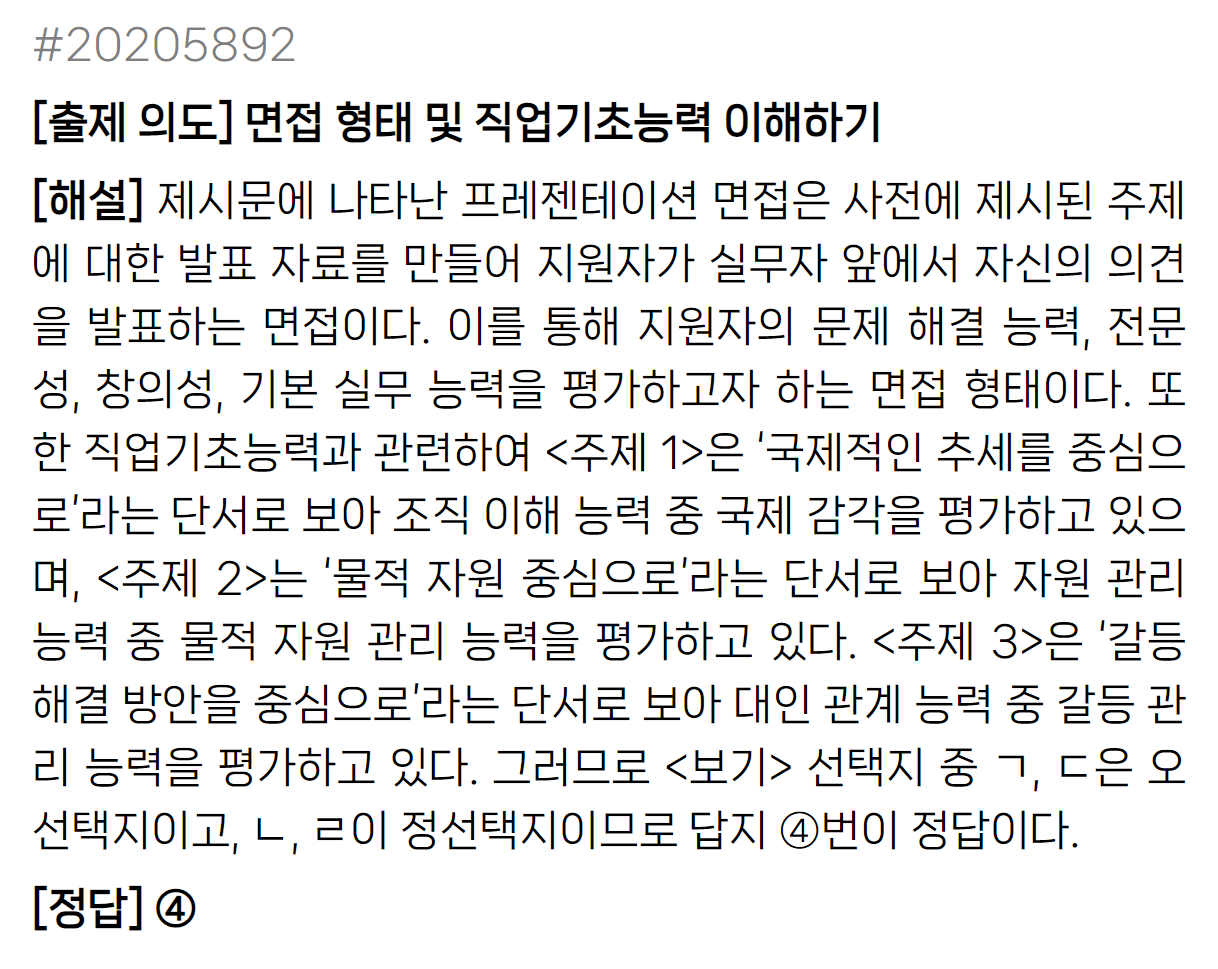 #20205892
[출제 의도] 면접 형태 및 직업기초능력 이해하기
[해설] 제시문에 나타난 프레젠테이션 면접은 사전에 제시된 주제
에 대한 발표 자료를 만들어 지원자가 실무자 앞에서 자신의 의견
을 발표하는 면접이다. 이를 통해 지원자의 문제 해결 능력, 전문
성, 창의성, 기본 실무 능력을 평가하고자 하는 면접 형태이다. 또
한 직업기초능력과 관련하여 <주제 1>은 '국제적인 추세를 중심으
로'라는 단서로 보아 조직 이해 능력 중 국제 감각을 평가하고 있으
며, <주제 2>는 '물적 자원 중심으로'라는 단서로 보아 자원 관리
능력 중 물적 자원 관리 능력을 평가하고 있다. <주제 3>은 '갈등
해결 방안을 중심으로'라는 단서로 보아 대인 관계 능력 중 갈등 관
리 능력을 평가하고 있다. 그러므로 <보기> 선택지 중 ㄱ, ㄷ은 오
선택지이고, ㄴ, ㄹ이 정선택지이므로 답지 ④번이 정답이다.
[정답] ④